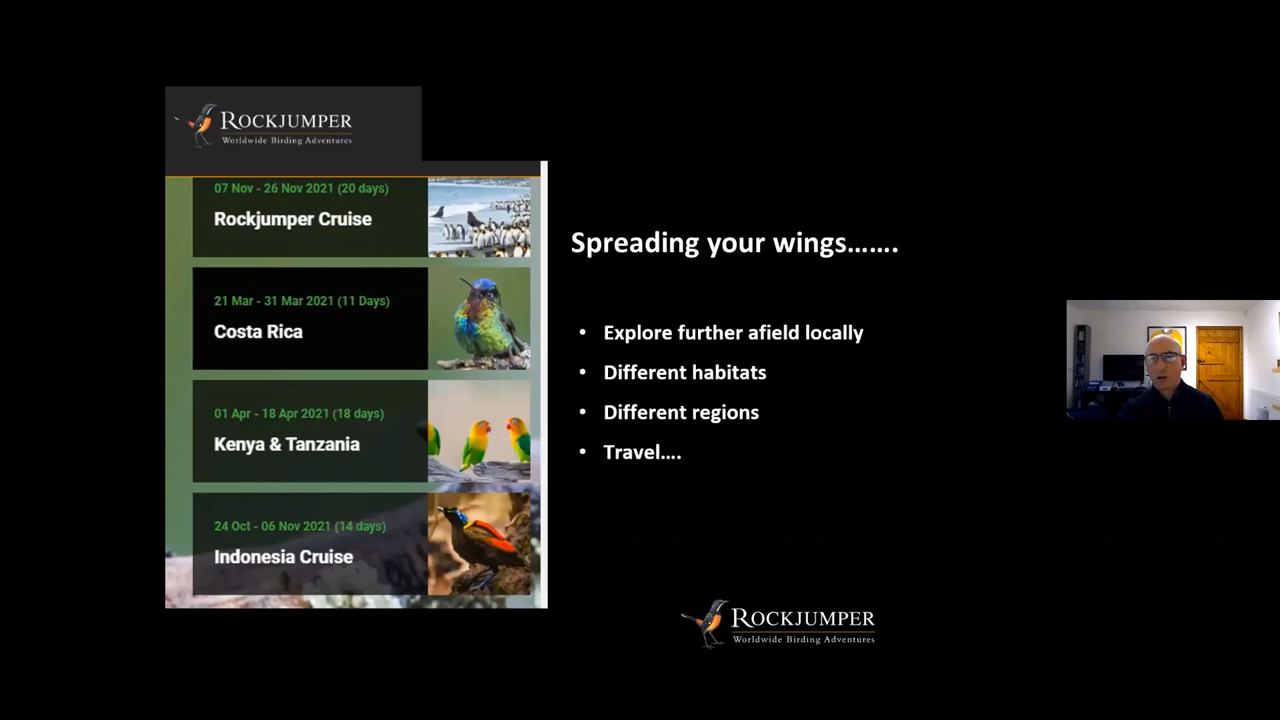 ROCKJUMPER
Worldwide Birding Adventures
07 Nov - 26 Nov 2021 (20 days)
Rockjumper Cruise
21 Mar - 31 Mar 2021 (11 Days)
Costa Rica
01 Apr - 18 Apr 2021 (18 days)
Kenya & Tanzania
24 Oct - 06 Nov 2021 (14 days)
Indonesia Cruise
Spreading your wings…….
• Explore further afield locally
• Different habitats
• Different regions
• Travel….
ROCKJUMPER
Worldwide Birding Adventures